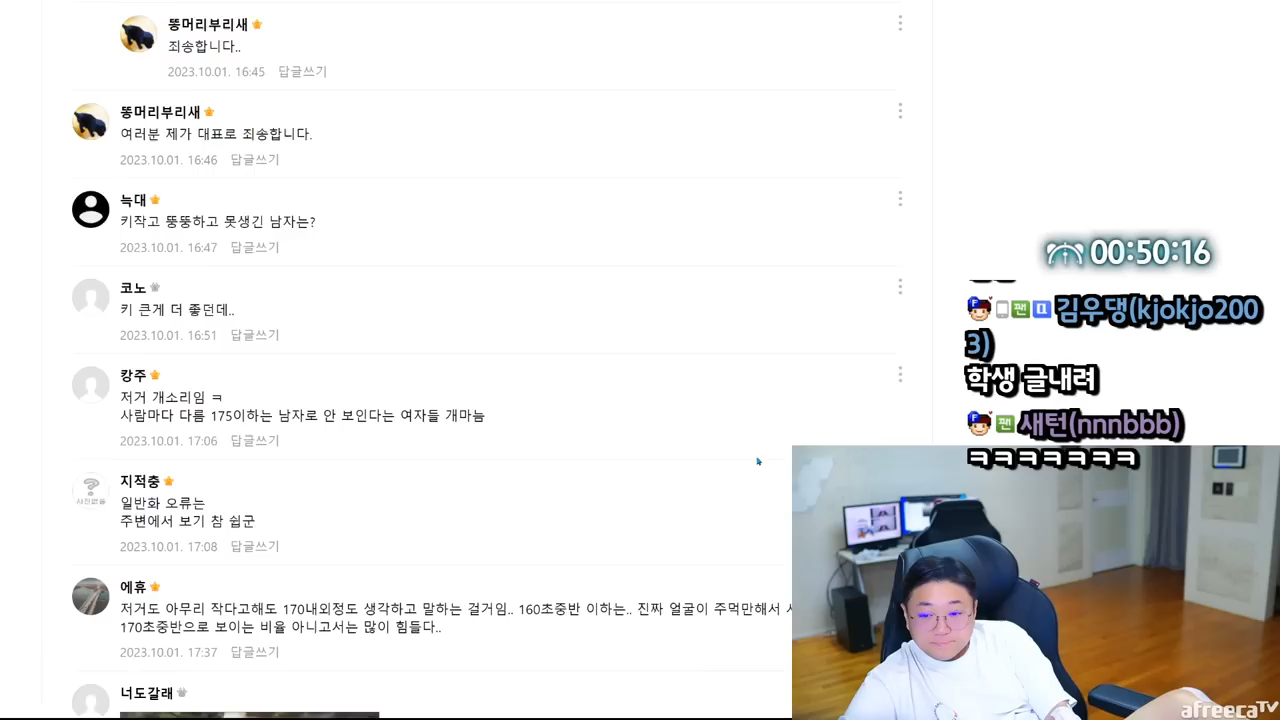 뚱머리부리새
죄송합니다..
2023.10.01. 16:45 답글쓰기
뚱머리부리새
여러분 제가 대표로 죄송합니다.
2023.10.01. 16:46 답글쓰기
늑대
키작고 뚱뚱하고 못생긴 남자는?
2023.10.01. 16:47 답글쓰기
코노
키 큰게 더 좋던데..
2023.10.01. 16:51 답글쓰기
캉주
저거 개소리임 ㅋ
사람마다 다름 175이하는 남자로 안 보인다는 여자들 개마늠
2023.10.01. 17:06 답글쓰기
지적충
일반화 오류는
주변에서 보기 참 쉽군
2023.10.01. 17:08 답글쓰기
에휴
저거도 아무리 작다고해도 170내외정도 생각하고 말하는 걸거임.. 160초중반 이하는.. 진짜 얼굴이 주먹만해서
170초중반으로 보이는 비율 아니고서는 많이 힘들다..
2023.10.01. 17:37 답글쓰기
너도갈래
00:50:16
팬 김우댕(kjokjo200
3)
학생 글내려
팬 새턴(nnnbbb)
ㅋㅋㅋㅋㅋㅋㅋ
afreecaTV